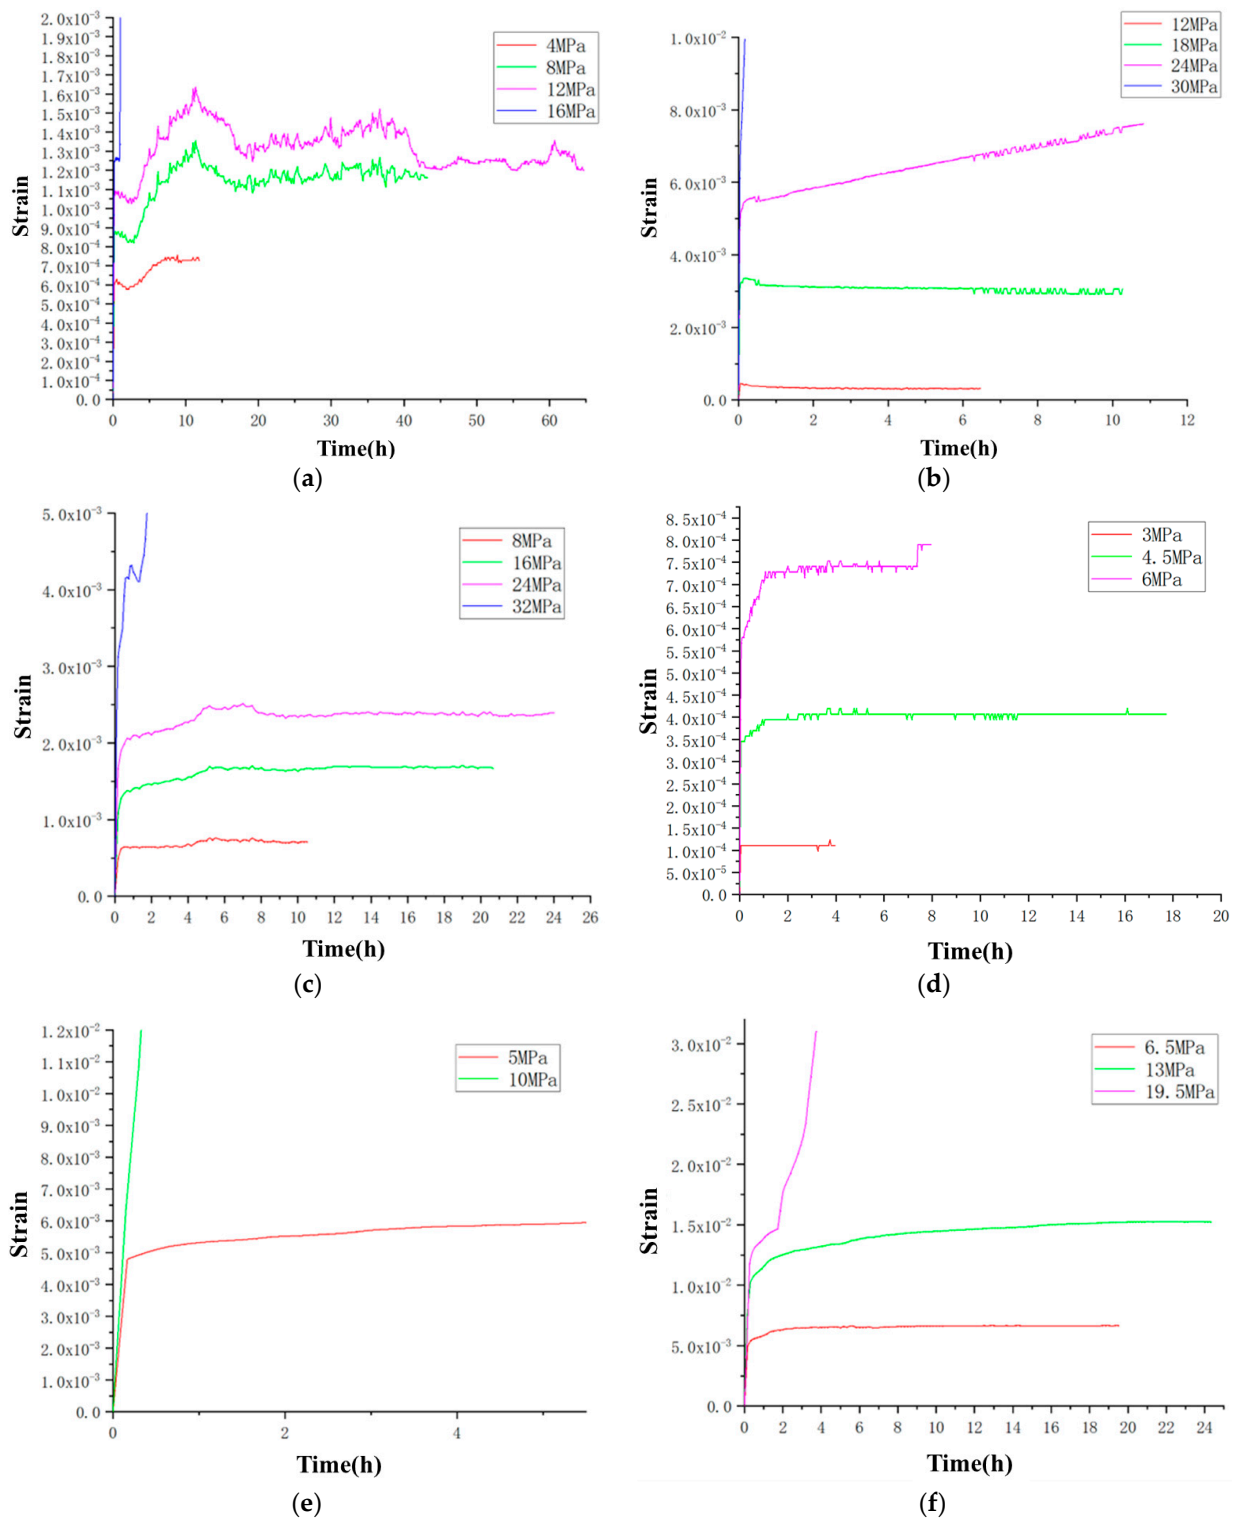 2.0x10⁻³
1.9x10⁻³
1.8x10⁻³
1.7x10⁻³
1.6x10⁻³
1.5x10⁻³
1.4x10⁻³
1.3x10⁻³
1.2x10⁻³
1.1x10⁻³
1.0x10⁻³
9.0x10⁻⁴
8.0x10⁻⁴
7.0x10⁻⁴
6.0x10⁻⁴
5.0x10⁻⁴
4.0x10⁻⁴
3.0x10⁻⁴
2.0x10⁻⁴
1.0x10⁻⁴
0.0
Strain
4MPa
8MPa
12MPa
16MPa
0 10 20 30 40 50 60
Time(h)
(a)
1.0x10⁻²
8.0x10⁻³
6.0x10⁻³
4.0x10⁻³
2.0x10⁻³
0.0
Strain
12MPa
18MPa
24MPa
30MPa
0 2 4 6 8 10 12
Time(h)
(b)
5.0x10⁻³
4.0x10⁻³
3.0x10⁻³
2.0x10⁻³
1.0x10⁻³
0.0
Strain
8MPa
16MPa
24MPa
32MPa
0 2 4 6 8 10 12 14 16 18 20 22 24 26
Time(h)
(c)
8.5x10⁻⁴
8.0x10⁻⁴
7.5x10⁻⁴
7.0x10⁻⁴
6.5x10⁻⁴
6.0x10⁻⁴
5.5x10⁻⁴
5.0x10⁻⁴
4.5x10⁻⁴
4.0x10⁻⁴
3.5x10⁻⁴
3.0x10⁻⁴
2.5x10⁻⁴
2.0x10⁻⁴
1.5x10⁻⁴
1.0x10⁻⁴
5.0x10⁻⁵
0.0
Strain
3MPa
4.5MPa
6MPa
0 2 4 6 8 10 12 14 16 18 20
Time(h)
(d)
1.2x10⁻²
1.1x10⁻²
1.0x10⁻²
9.0x10⁻³
8.0x10⁻³
7.0x10⁻³
6.0x10⁻³
5.0x10⁻³
4.0x10⁻³
3.0x10⁻³
2.0x10⁻³
1.0x10⁻³
0.0
Strain
5MPa
10MPa
0 2 4
Time(h)
(e)
3.0x10⁻²
2.5x10⁻²
2.0x10⁻²
1.5x10⁻²
1.0x10⁻²
5.0x10⁻³
0.0
Strain
6.5MPa
13MPa
19.5MPa
0 2 4 6 8 10 12 14 16 18 20 22 24
Time(h)
(f)